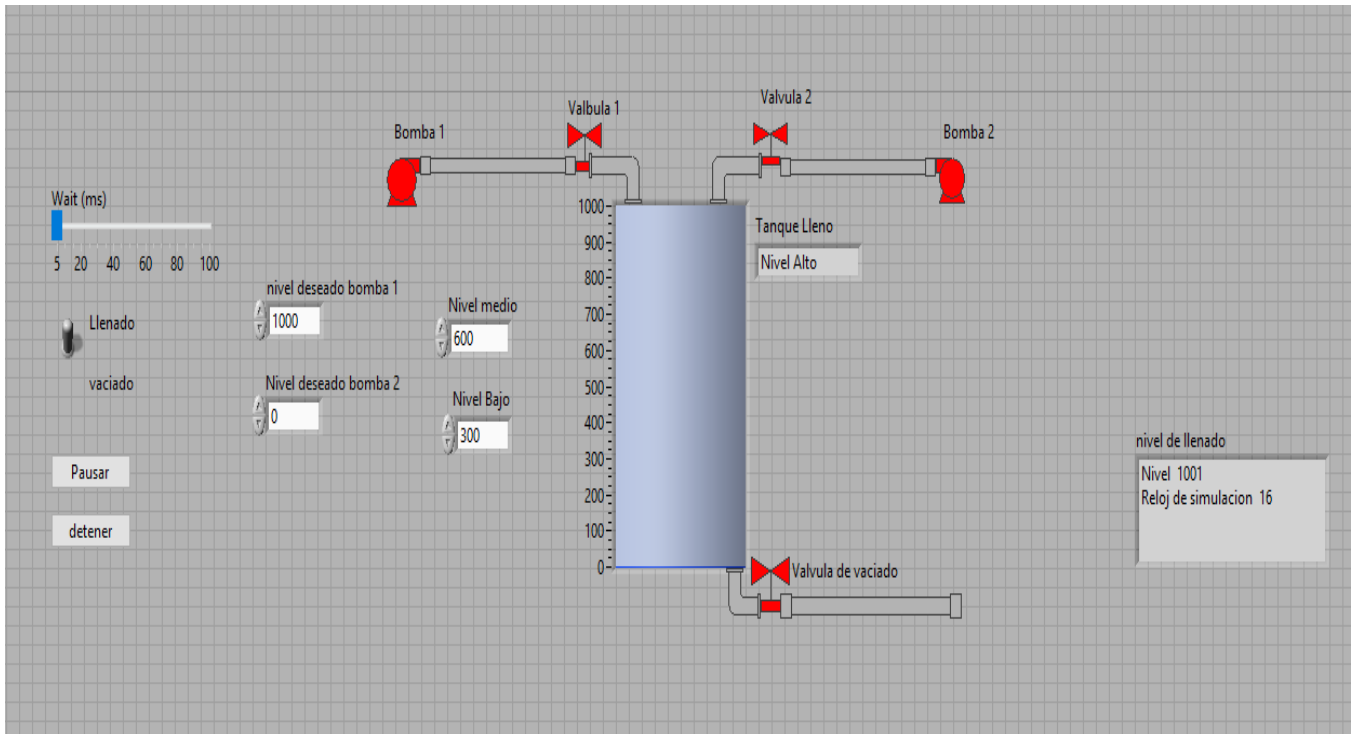 Valbula 1
Valvula 2
Bomba 1
Bomba 2
Wait (ms)
5 20 40 60 80 100
Llenado
vaciado
Pausar
detener
nivel deseado bomba 1
1000
Nivel deseado bomba 2
0
Nivel medio
600
Nivel Bajo
300
1000
900
800
700
600
500
400
300
200
100
0
Tanque Lleno
Nivel Alto
Valvula de vaciado
nivel de llenado
Nivel 1001
Reloj de simulacion 16